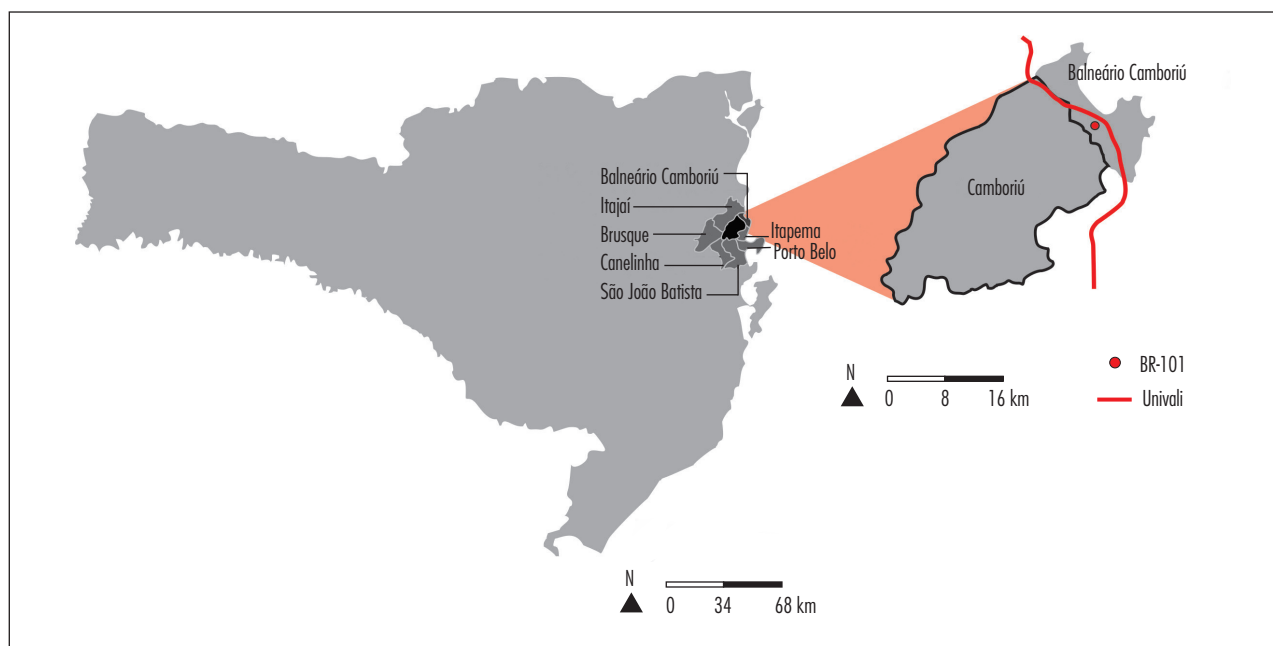 Balneário Camboriú
Itajaí
Brusque
Canelinha
São João Batista
Itapema
Porto Belo
N
0 34 68 km
Balneário Camboriú
Camboriú
N
0 8 16 km
BR-101
Univali